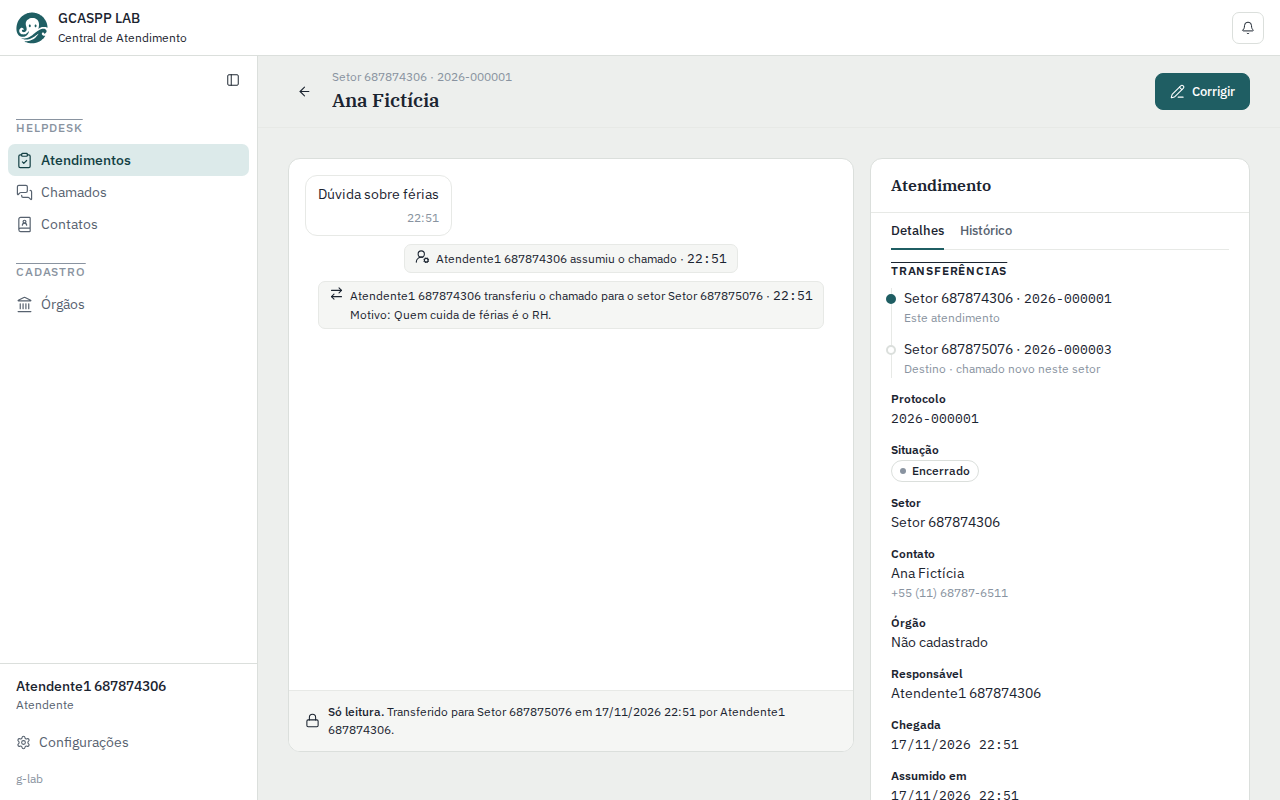 GCASPP LAB
Central de Atendimento
HELPDESK
Atendimentos
Chamados
Contatos
CADASTRO
Órgãos
Atendente1 687874306
Atendente
Configurações
g-lab
Setor 687874306 · 2026-000001
Ana Fictícia
Corrigir
Dúvida sobre férias
22:51
Atendente1 687874306 assumiu o chamado · 22:51
Atendente1 687874306 transferiu o chamado para o setor Setor 687875076 · 22:51
Motivo: Quem cuida de férias é o RH.
Só leitura. Transferido para Setor 687875076 em 17/11/2026 22:51 por Atendente1
687874306.
Atendimento
Detalhes Histórico
TRANSFERÊNCIAS
Setor 687874306 · 2026-000001
Este atendimento
Setor 687875076 · 2026-000003
Destino · chamado novo neste setor
Protocolo
2026-000001
Situação
Encerrado
Setor
Setor 687874306
Contato
Ana Fictícia
+55 (11) 68787-6511
Órgão
Não cadastrado
Responsável
Atendente1 687874306
Chegada
17/11/2026 22:51
Assumido em
17/11/2026 22:51